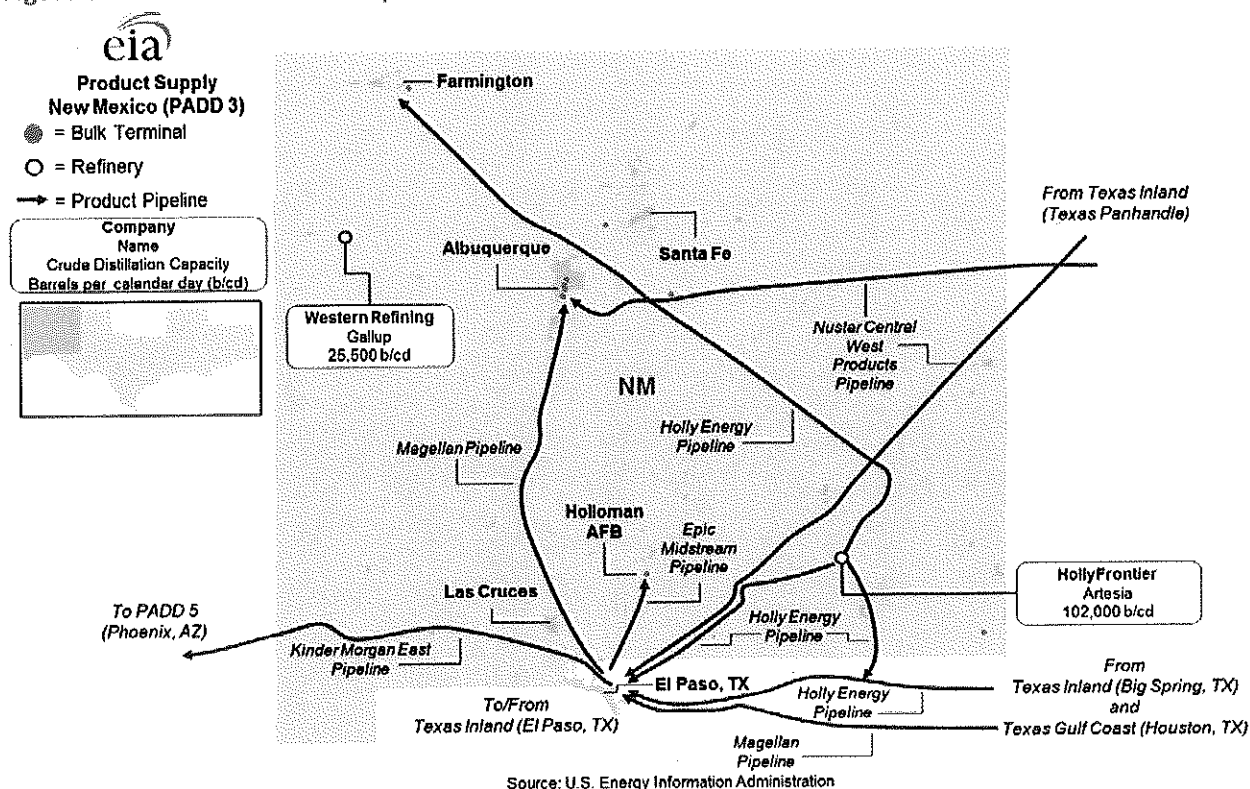 eia
Product Supply
New Mexico (PADD 3)
= Bulk Terminal
= Refinery
= Product Pipeline
Company
Name
Crude Distillation Capacity
Barrels per calendar day (b/cd)
Farmington
From Texas Inland
(Texas Panhandle)
Santa Fe
Albuquerque
Western Refining
Gallup
25,500 b/cd
Nustar Central
West
Products
Pipeline
NM
Holly Energy
Pipeline
Magellan Pipeline
Holloman
AFB
Epic
Midstream
Pipeline
HollyFrontier
Artesia
102,000 b/cd
Las Cruces
To PADD 5
(Phoenix, AZ)
Kinder Morgan East
Pipeline
Holly Energy
Pipeline
El Paso, TX
To/From
Texas Inland (El Paso, TX)
Holly Energy
Pipeline
From
Texas Inland (Big Spring, TX)
and
Texas Gulf Coast (Houston, TX)
Magellan
Pipeline
Source: U.S. Energy Information Administration